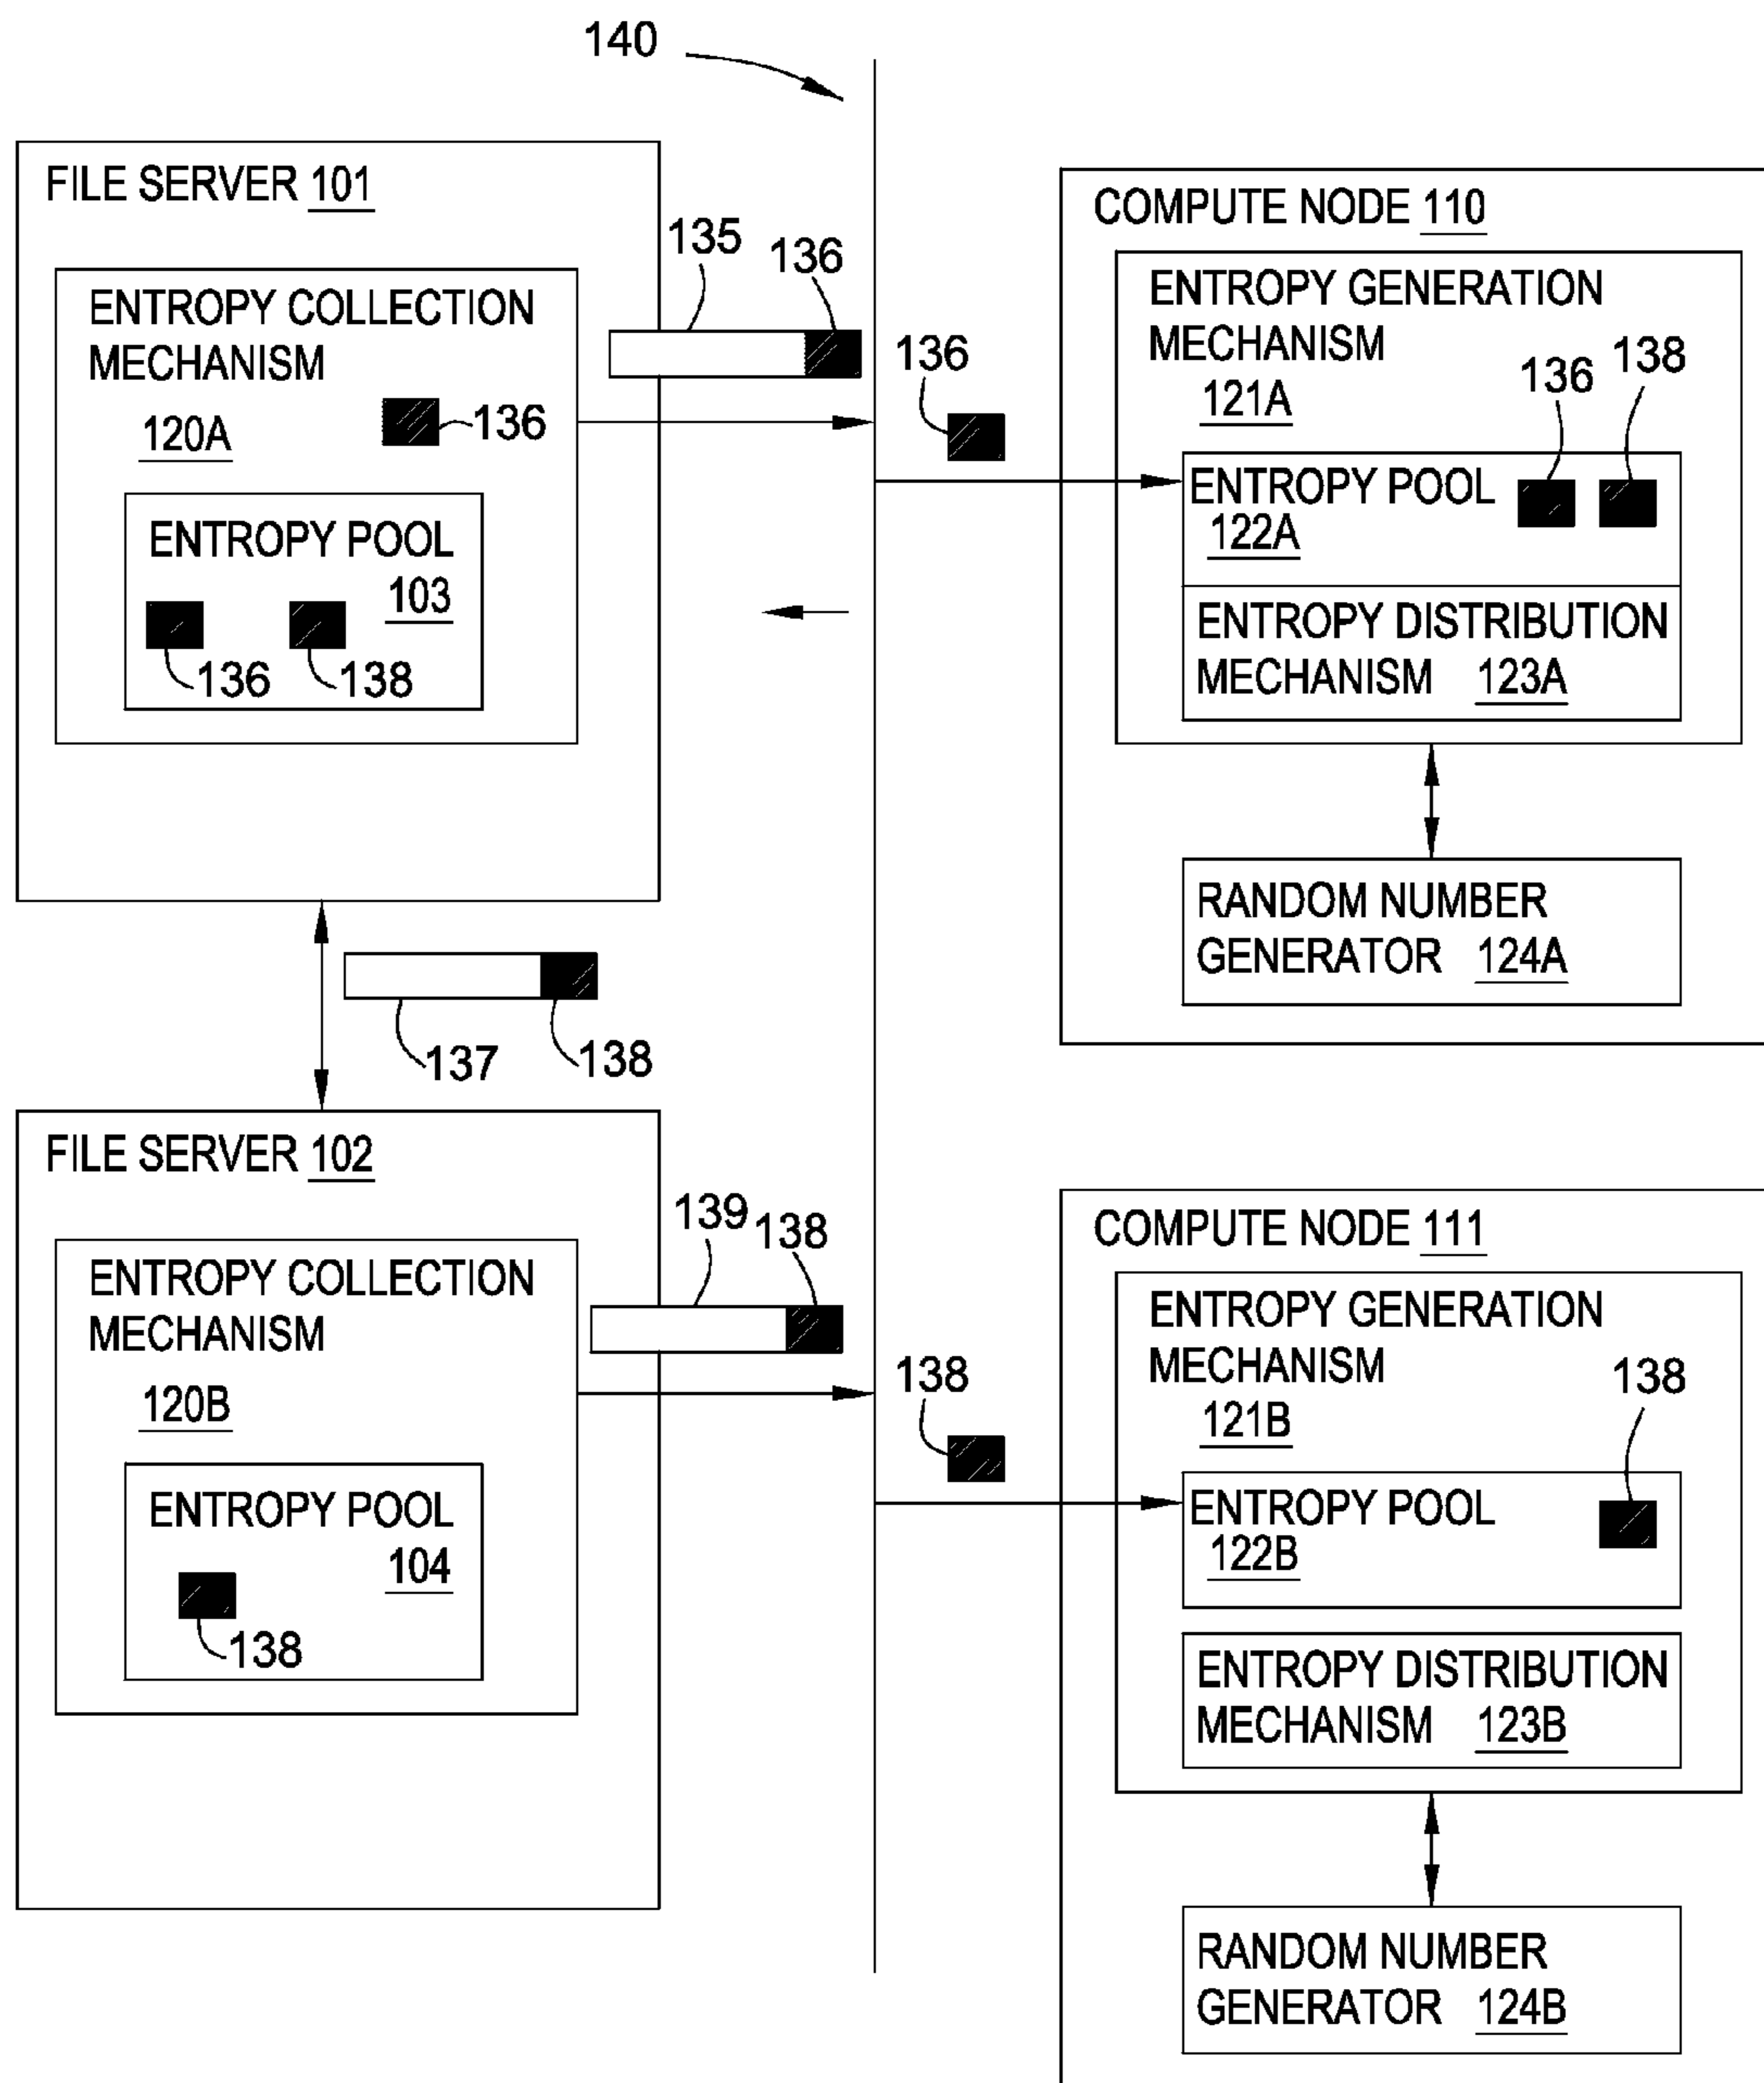 140
FILE SERVER 101
ENTROPY COLLECTION
MECHANISM
120A
136
ENTROPY POOL
103
136
138
135
136
136
COMPUTE NODE 110
ENTROPY GENERATION
MECHANISM
121A
136
138
ENTROPY POOL
122A
ENTROPY DISTRIBUTION
MECHANISM 123A
RANDOM NUMBER
GENERATOR 124A
137
138
FILE SERVER 102
ENTROPY COLLECTION
MECHANISM
120B
ENTROPY POOL
104
138
139
138
138
COMPUTE NODE 111
ENTROPY GENERATION
MECHANISM
121B
138
ENTROPY POOL
122B
ENTROPY DISTRIBUTION
MECHANISM 123B
RANDOM NUMBER
GENERATOR 124B